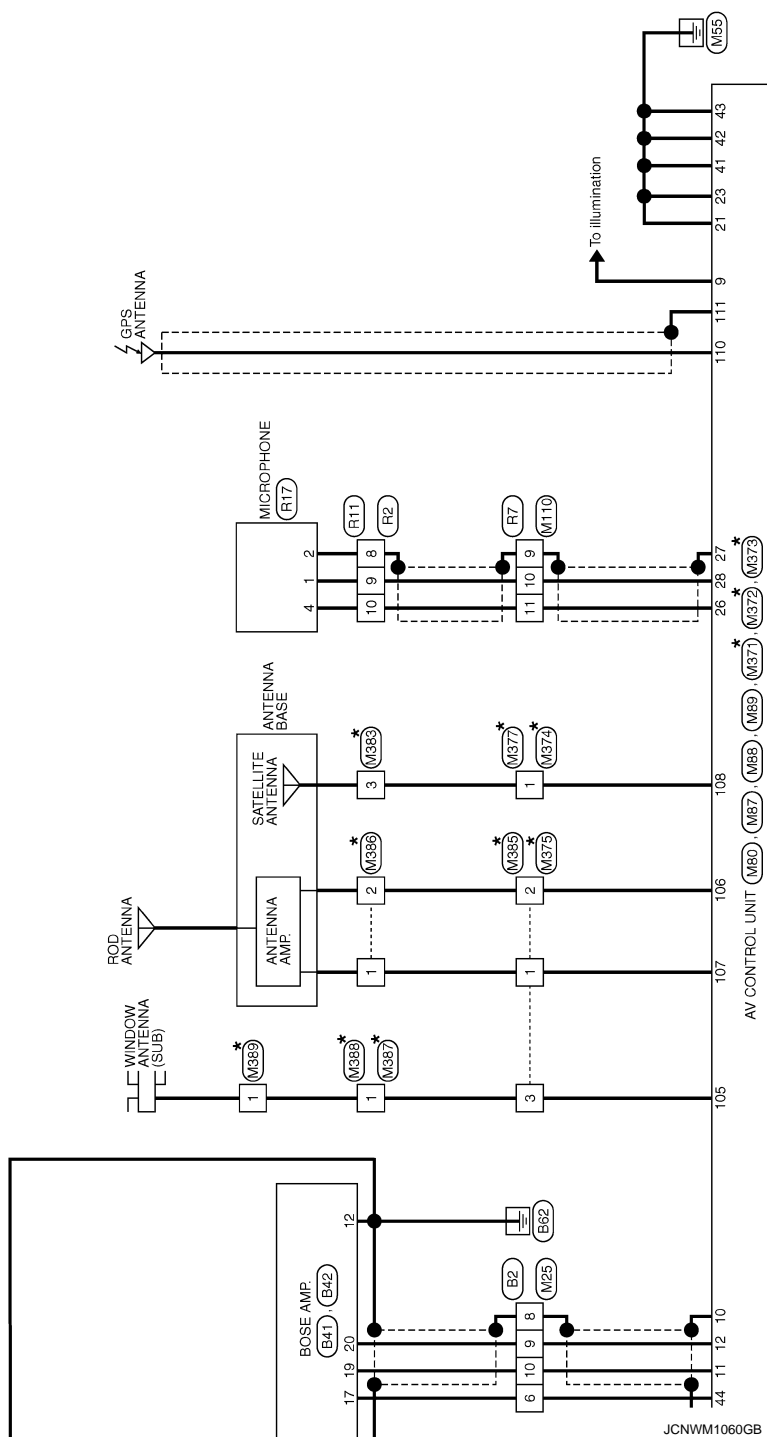 M55
43
42
41
23
21
To illumination
9
111
110
GPS
ANTENNA
MICROPHONE
R17
2
1
4
R11
R2
8
9
10
R7
M110
9
10
11
27
28
26
ANTENNA
BASE
SATELLITE
ANTENNA
* M383
3
* M377
* M374
1
108
ROD
ANTENNA
ANTENNA
AMP.
* M386
2
1
* M385
* M375
2
1
3
106
107
WINDOW
ANTENNA
(SUB)
* M389
1
* M388
* M387
1
105
AV CONTROL UNIT M80 , M87 , M88 , M89 , * M371 , * M372 , * M373
BOSE AMP.
B41 , B42
12
20
19
17
B62
B2
M25
8
9
10
6
10
12
11
44
JCNWM1060GB